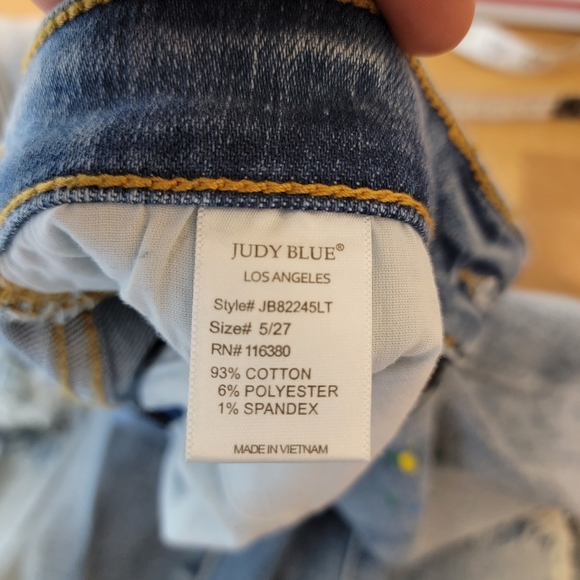 JUDY BLUE®
LOS ANGELES
Style# JB82245LT
Size# 5/27
RN# 116380
93% COTTON
6% POLYESTER
1% SPANDEX
MADE IN VIETNAM